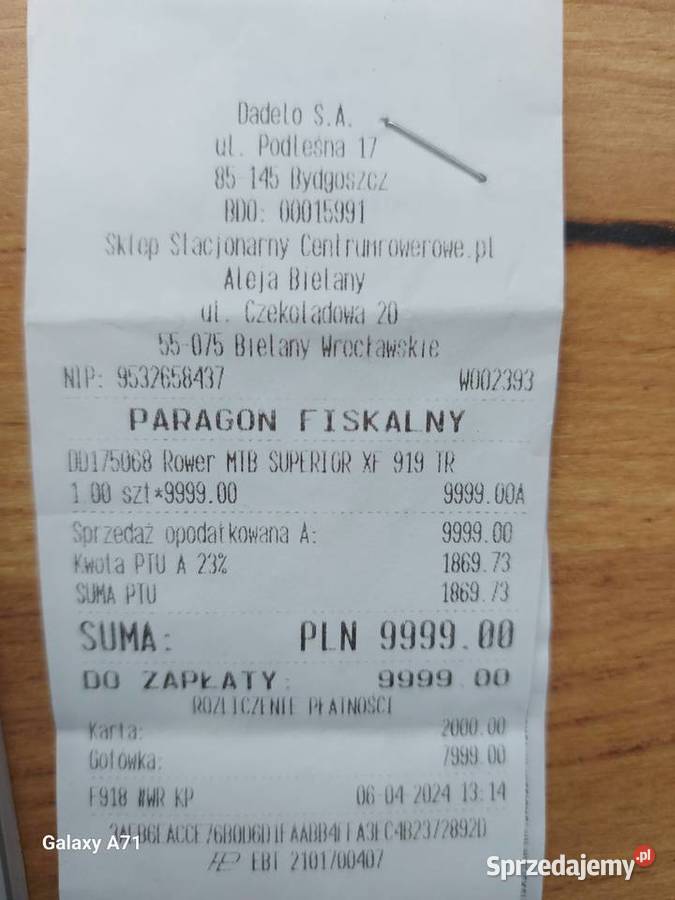 Dadelo S.A.
ul. Podleśna 17
85-145 Bydgoszcz
BDO: 00015991
Sklep Stacjonarny Centrumrowerowe.pl
Aleja Bielany
ul. Czekoladowa 20
55-075 Bielany Wrocławskie
NIP: 9532658437 W002393
PARAGON FISKALNY
DD175068 Rower MTB SUPERIOR XF 919 TR
1.00 szt*9999.00 9999.00A
Sprzedaż opodatkowana A: 9999.00
Kwota PTU A 23% 1869.73
SUMA PTU 1869.73
SUMA: PLN 9999.00
DO ZAPŁATY: 9999.00
ROZLICZENIE PŁATNOŚCI
Karta: 2000.00
Gotówka: 7999.00
F918 #WR KP 06-04-2024 13:14
EBT 2101700407
Galaxy A71
Sprzedajemy.pl